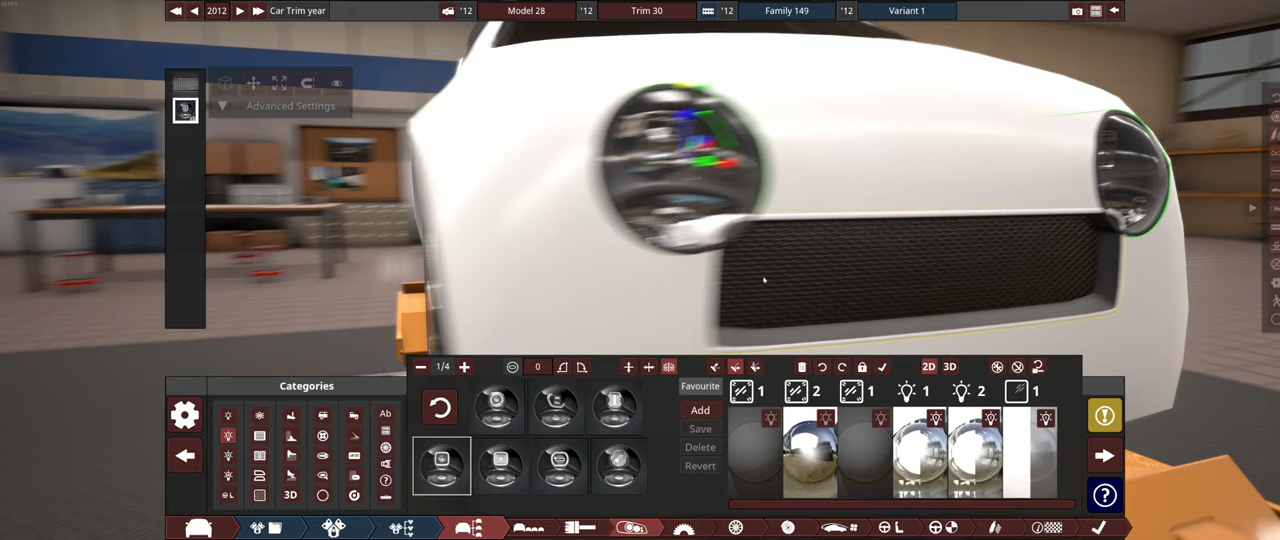 2012
Car Trim year
'12
Model 28
'12
Trim 30
'12
Family 149
'12
Variant 1
Advanced Settings
1/4
0
2D
3D
Categories
Favourite
Add
Save
Delete
Revert
1
2
1
1
2
1
Ab
L
3D
L